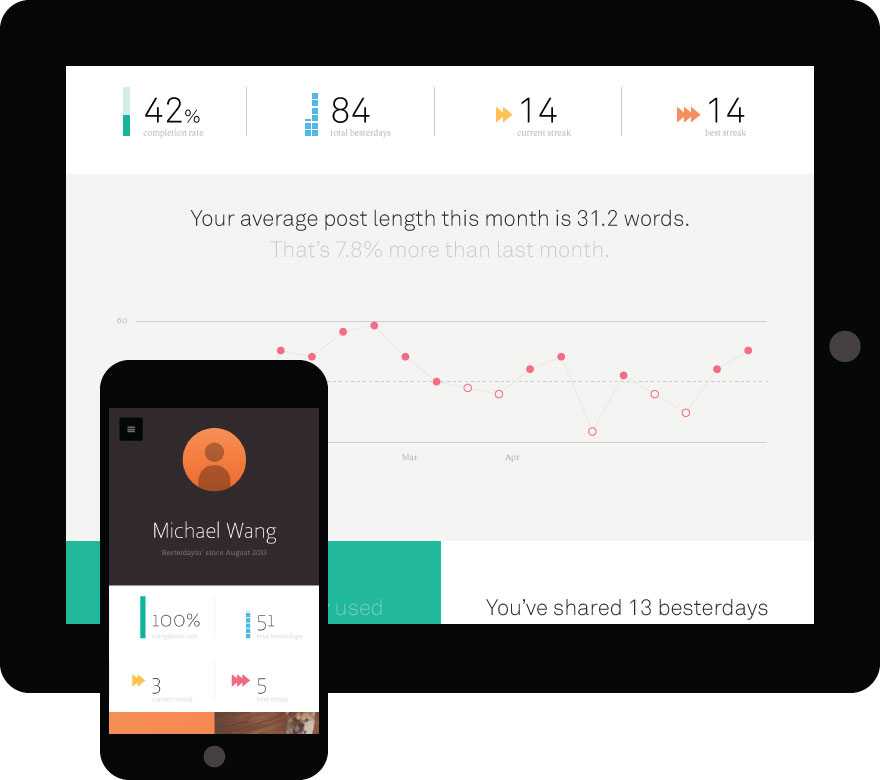 42%
completion rate
84
total besterdays
14
current streak
14
best streak
Your average post length this month is 31.2 words.
That's 7.8% more than last month.
60
Mar
Apr
used
You've shared 13 besterdays
Michael Wang
Besterdayin' since August 2013
100%
completion rate
51
total besterdays
3
current streak
5
best streak